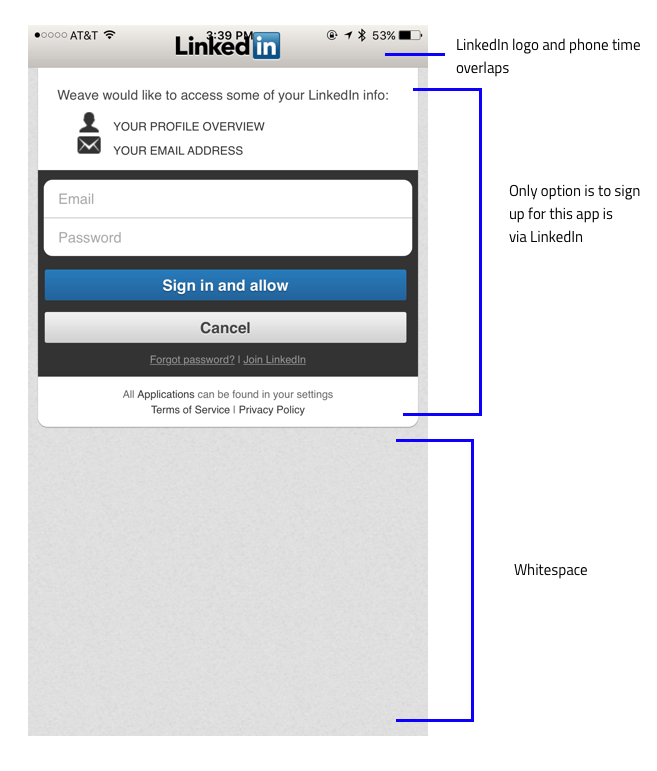 AT&T 3:39 PM 53%
Linked in
LinkedIn logo and phone time
overlaps
Weave would like to access some of your LinkedIn info:
YOUR PROFILE OVERVIEW
YOUR EMAIL ADDRESS
Email
Password
Only option is to sign
up for this app is
via LinkedIn
Sign in and allow
Cancel
Forgot password? | Join LinkedIn
All Applications can be found in your settings
Terms of Service | Privacy Policy
Whitespace